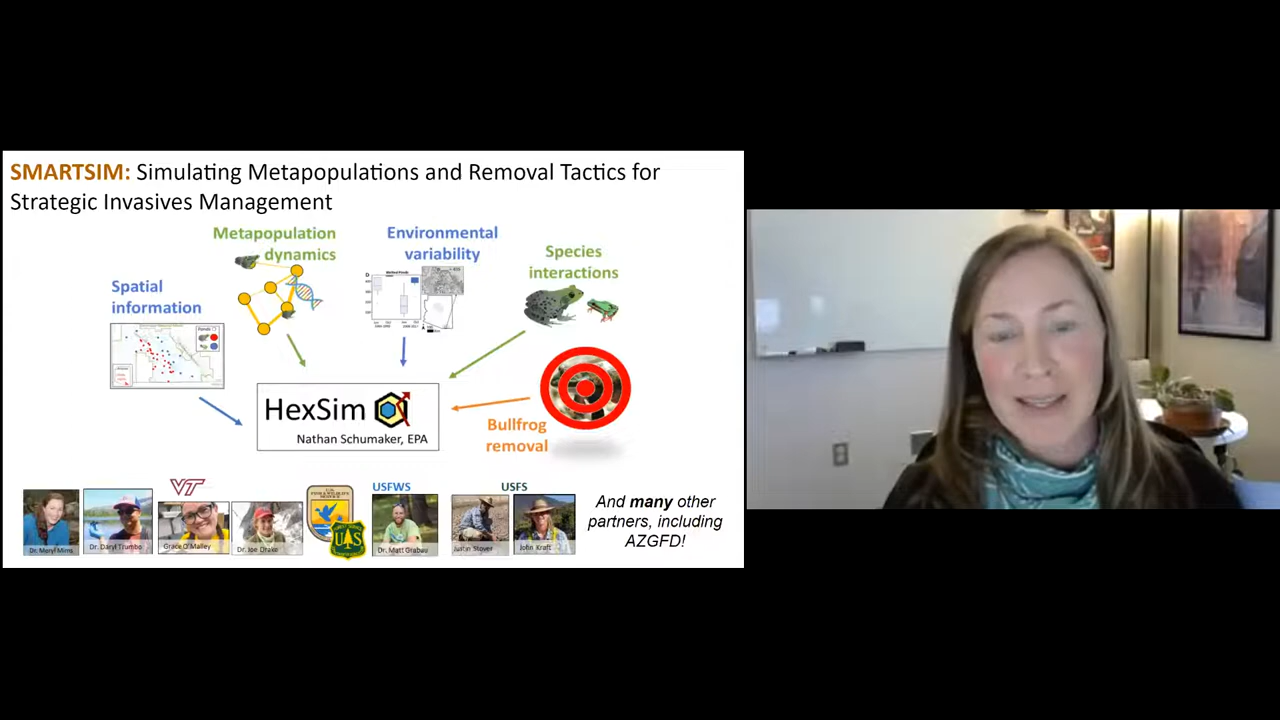 SMARTSIM: Simulating Metapopulations and Removal Tactics for
Strategic Invasives Management
Metapopulation
dynamics
Environmental
variability
Species
interactions
Spatial
information
HexSim
Nathan Schumaker, EPA
Bullfrog
removal
VT
USFWS
USFS
Dr. Meryl Mims
Dr. Daryl Trumbo
Grace O'Malley
Dr. Joe Drake
UAS
Dr. Matt Grabau
Justin Stover
John Kraft
And many other
partners, including
AZGFD!